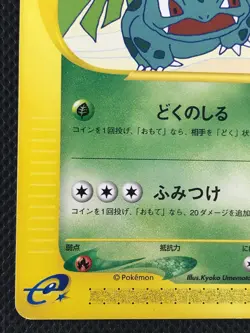 どくのしる
コインを1回投げ、「おもて」なら、相手を「どく」状
ふみつけ
コインを1回投げ、「おもて」なら、20ダメージを追加
弱点 抵抗力
©Pokémon Illus.Kyoko Umemoto
e